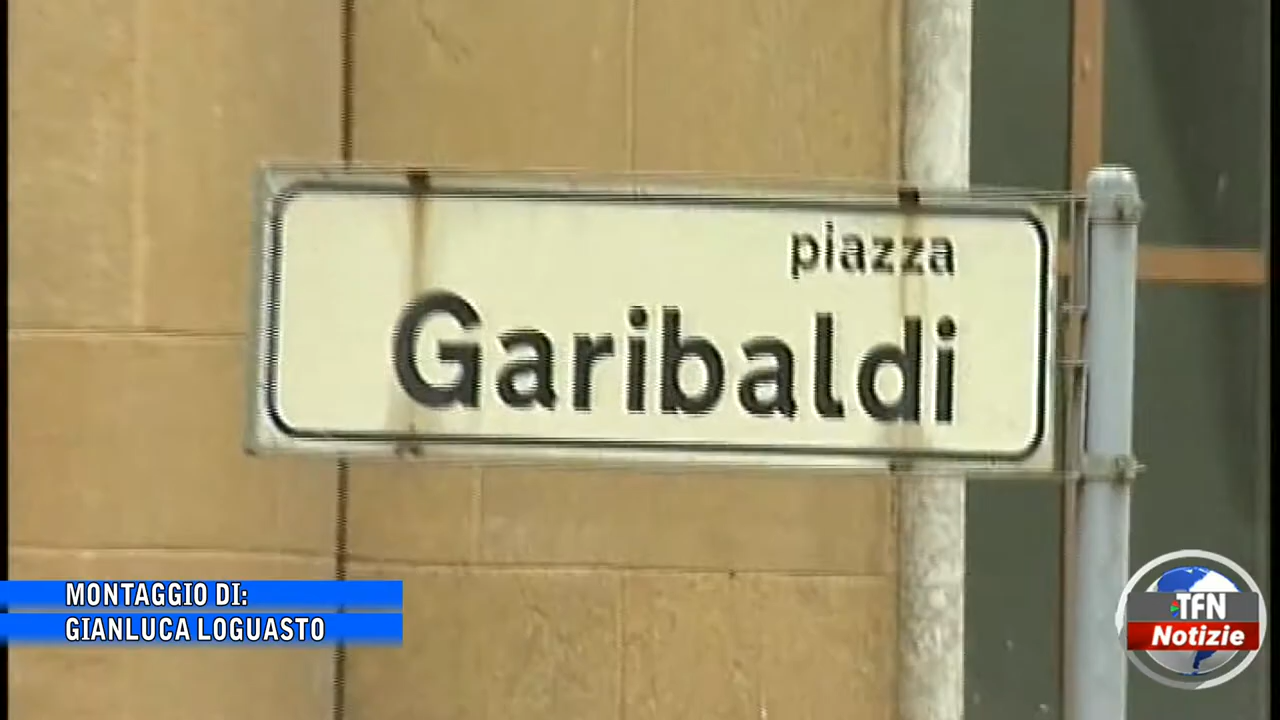 piazza
Garibaldi
MONTAGGIO DI:
GIANLUCA LOGUASTO
TFN
Notizie